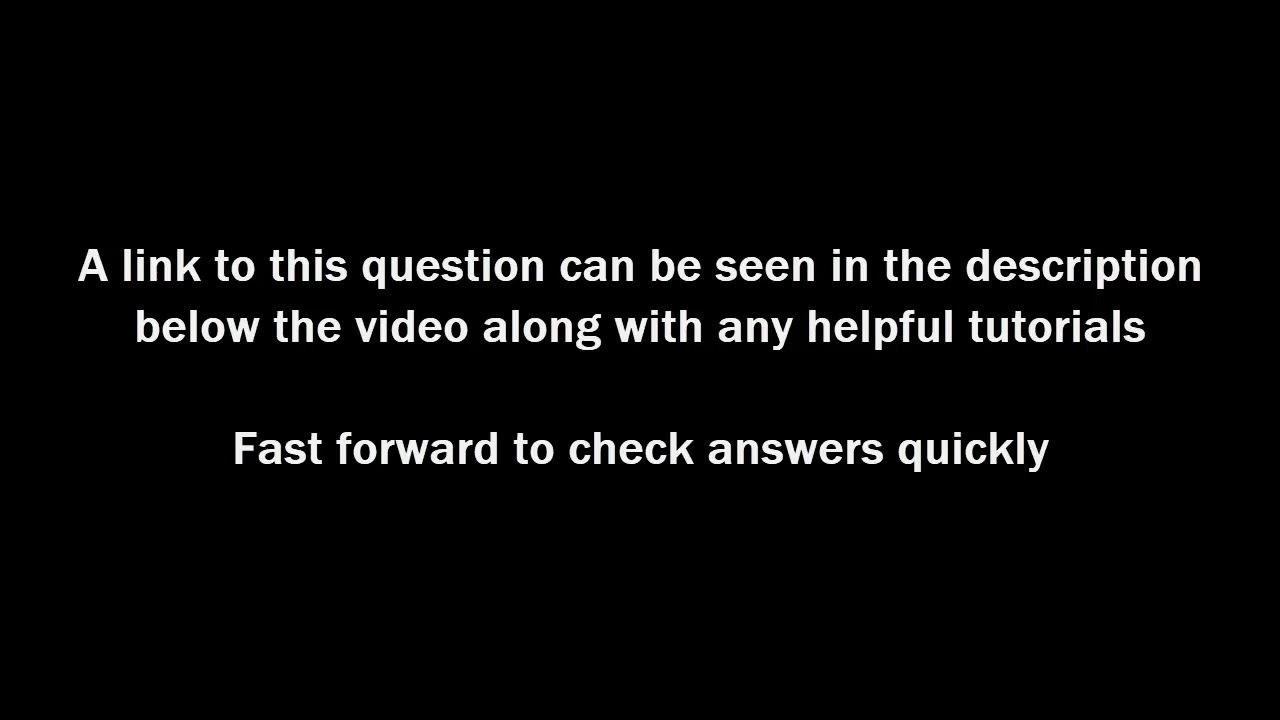 A link to this question can be seen in the description
below the video along with any helpful tutorials
Fast forward to check answers quickly